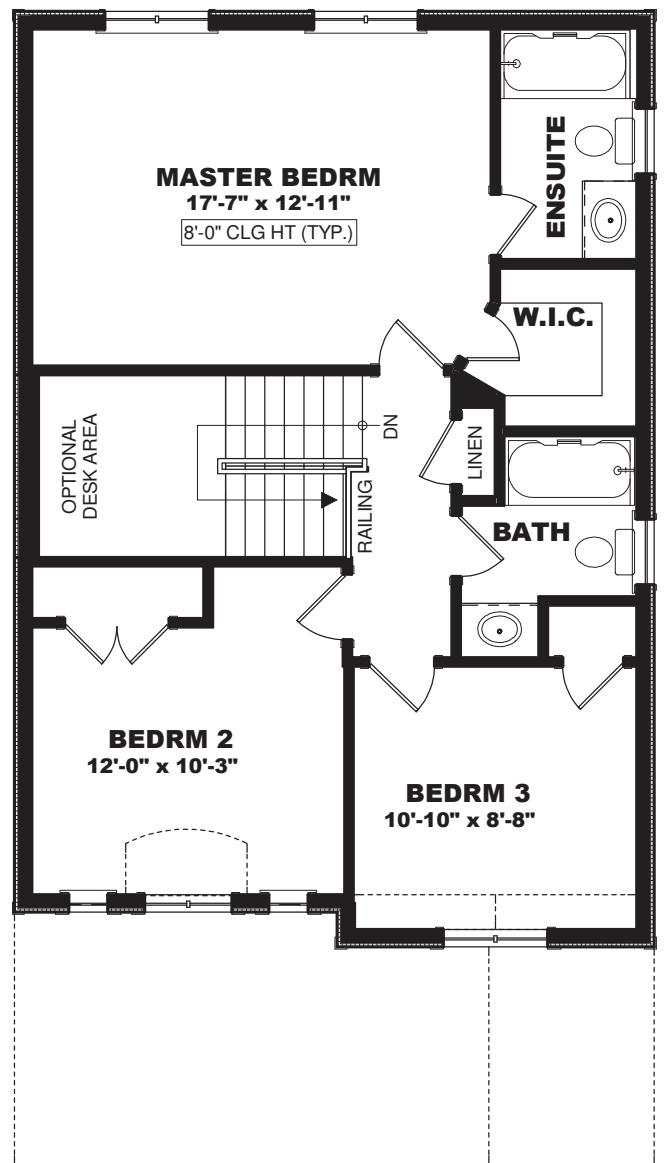 MASTER BEDRM
17'-7" x 12'-11"
8'-0" CLG HT (TYP.)
ENSUITE
W.I.C.
OPTIONAL
DESK AREA
DN
RAILING
LINEN
BATH
BEDRM 2
12'-0" x 10'-3"
BEDRM 3
10'-10" x 8'-8"